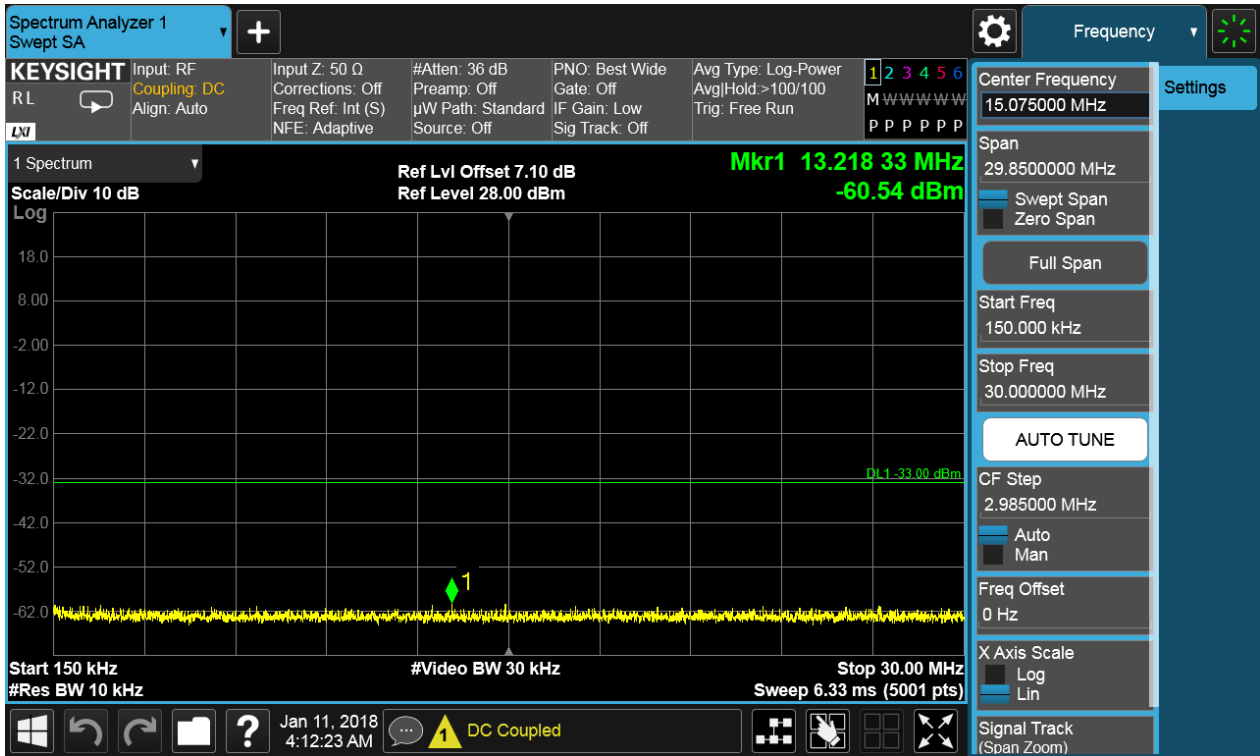 Spectrum Analyzer 1
Swept SA
+
Frequency
KEYSIGHT
R L
LXI
Input: RF
Coupling: DC
Align: Auto
Input Z: 50 Ω
Corrections: Off
Freq Ref: Int (S)
NFE: Adaptive
#Atten: 36 dB
Preamp: Off
µW Path: Standard
Source: Off
PNO: Best Wide
Gate: Off
IF Gain: Low
Sig Track: Off
Avg Type: Log-Power
Avg|Hold:>100/100
Trig: Free Run
1 2 3 4 5 6
M W W W W W
P P P P P P
1 Spectrum
Scale/Div 10 dB
Log
Ref Lvl Offset 7.10 dB
Ref Level 28.00 dBm
Mkr1 13.218 33 MHz
-60.54 dBm
18.0
8.00
-2.00
-12.0
-22.0
-32.0
-42.0
-52.0
-62.0
DL1 -33.00 dBm
1
Start 150 kHz
#Res BW 10 kHz
#Video BW 30 kHz
Stop 30.00 MHz
Sweep 6.33 ms (5001 pts)
Center Frequency
15.075000 MHz
Span
29.8500000 MHz
Swept Span
Zero Span
Full Span
Start Freq
150.000 kHz
Stop Freq
30.000000 MHz
AUTO TUNE
CF Step
2.985000 MHz
Auto
Man
Freq Offset
0 Hz
X Axis Scale
Log
Lin
Signal Track
(Span Zoom)
Settings
?
Jan 11, 2018
4:12:23 AM
1
DC Coupled